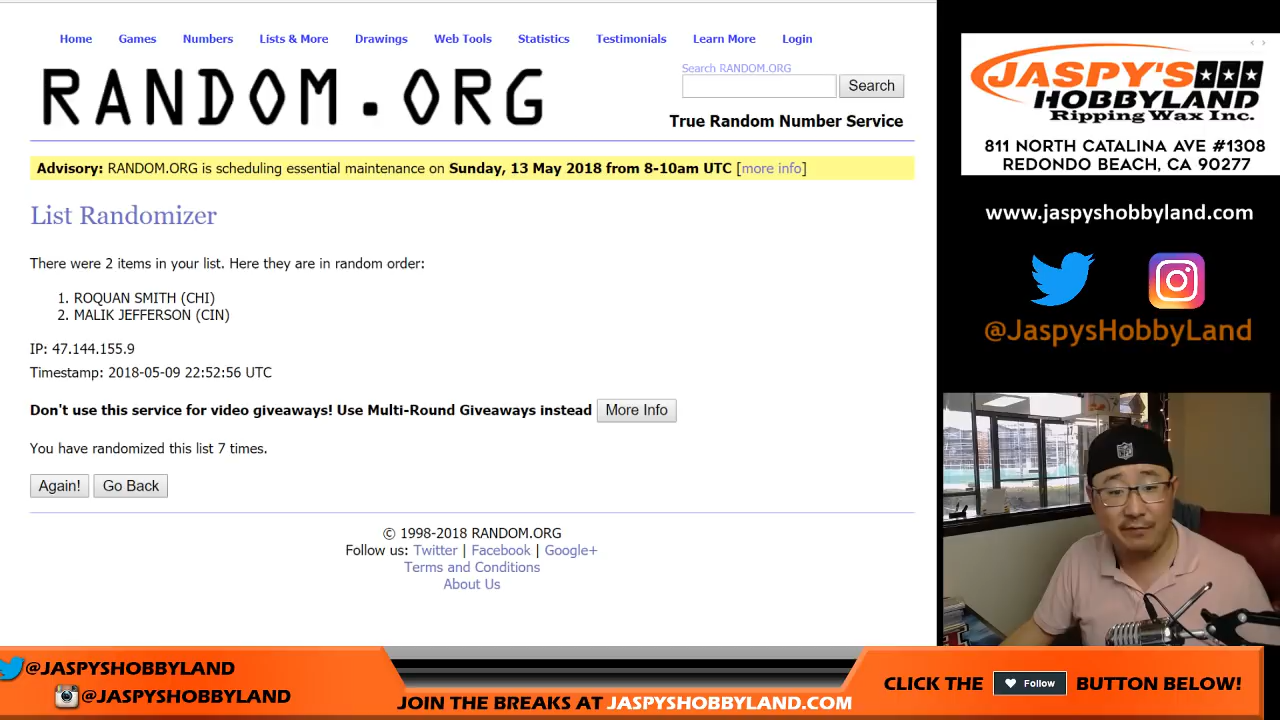 Home Games Numbers Lists & More Drawings Web Tools Statistics Testimonials Learn More Login
RANDOM.ORG
Search RANDOM.ORG
Search
True Random Number Service
Advisory: RANDOM.ORG is scheduling essential maintenance on Sunday, 13 May 2018 from 8-10am UTC [more info]
List Randomizer
There were 2 items in your list. Here they are in random order:
1. ROQUAN SMITH (CHI)
2. MALIK JEFFERSON (CIN)
IP: 47.144.155.9
Timestamp: 2018-05-09 22:52:56 UTC
Don't use this service for video giveaways! Use Multi-Round Giveaways instead More Info
You have randomized this list 7 times.
Again! Go Back
© 1998-2018 RANDOM.ORG
Follow us: Twitter | Facebook | Google+
Terms and Conditions
About Us
JASPY'S
HOBBYLAND
Ripping Wax Inc.
811 NORTH CATALINA AVE #1308
REDONDO BEACH, CA 90277
www.jaspyshobbyland.com
@JaspysHobbyLand
NFL
@JASPYSHOBBYLAND
@JASPYSHOBBYLAND
JOIN THE BREAKS AT JASPYSHOBBYLAND.COM
CLICK THE Follow BUTTON BELOW!